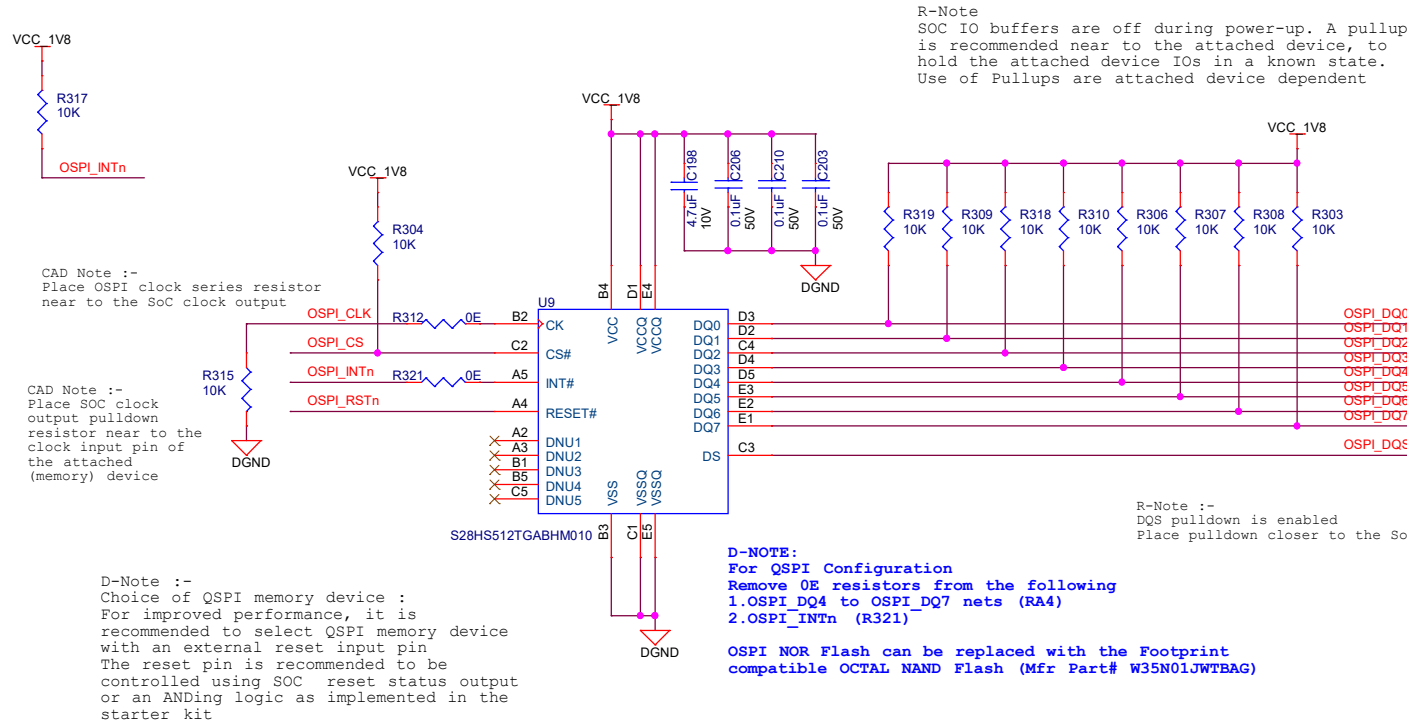 R-Note
SOC IO buffers are off during power-up. A pullup
is recommended near to the attached device, to
hold the attached device IOs in a known state.
Use of Pullups are attached device dependent
VCC_1V8
R317
10K
OSPI_INTn
VCC_1V8
R304
10K
CAD Note :-
Place OSPI clock series resistor
near to the SoC clock output
VCC_1V8
C198
4.7uF
10V
C206
0.1uF
50V
C210
0.1uF
50V
C203
0.1uF
50V
DGND
VCC_1V8
R319
10K
R309
10K
R318
10K
R310
10K
R306
10K
R307
10K
R308
10K
R303
10K
OSPI_CLK
R312
0E
OSPI_CS
OSPI_INTn
R321
0E
OSPI_RSTn
R315
10K
DGND
CAD Note :-
Place SOC clock
output pulldown
resistor near to the
clock input pin of
the attached
(memory) device
U9
B4
D1
E4
VCC
VCCQ
VCCQ
B2
CK
C2
CS#
A5
INT#
A4
RESET#
A2
DNU1
A3
DNU2
B1
DNU3
B5
DNU4
C5
DNU5
DQ0
D3
DQ1
D2
DQ2
C4
DQ3
D4
DQ4
D5
DQ5
E3
DQ6
E2
DQ7
E1
DS
C3
VSS
VSSQ
VSSQ
B3
C1
E5
S28HS512TGABHM010
DGND
OSPI_DQ0
OSPI_DQ1
OSPI_DQ2
OSPI_DQ3
OSPI_DQ4
OSPI_DQ5
OSPI_DQ6
OSPI_DQ7
OSPI_DQS
R-Note :-
DQS pulldown is enabled
Place pulldown closer to the So
D-NOTE:
For QSPI Configuration
Remove 0E resistors from the following
1.OSPI_DQ4 to OSPI_DQ7 nets (RA4)
2.OSPI_INTn (R321)
OSPI NOR Flash can be replaced with the Footprint
compatible OCTAL NAND Flash (Mfr Part# W35N01JWTBAG)
D-Note :-
Choice of QSPI memory device :
For improved performance, it is
recommended to select QSPI memory device
with an external reset input pin
The reset pin is recommended to be
controlled using SOC reset status output
or an ANDing logic as implemented in the
starter kit